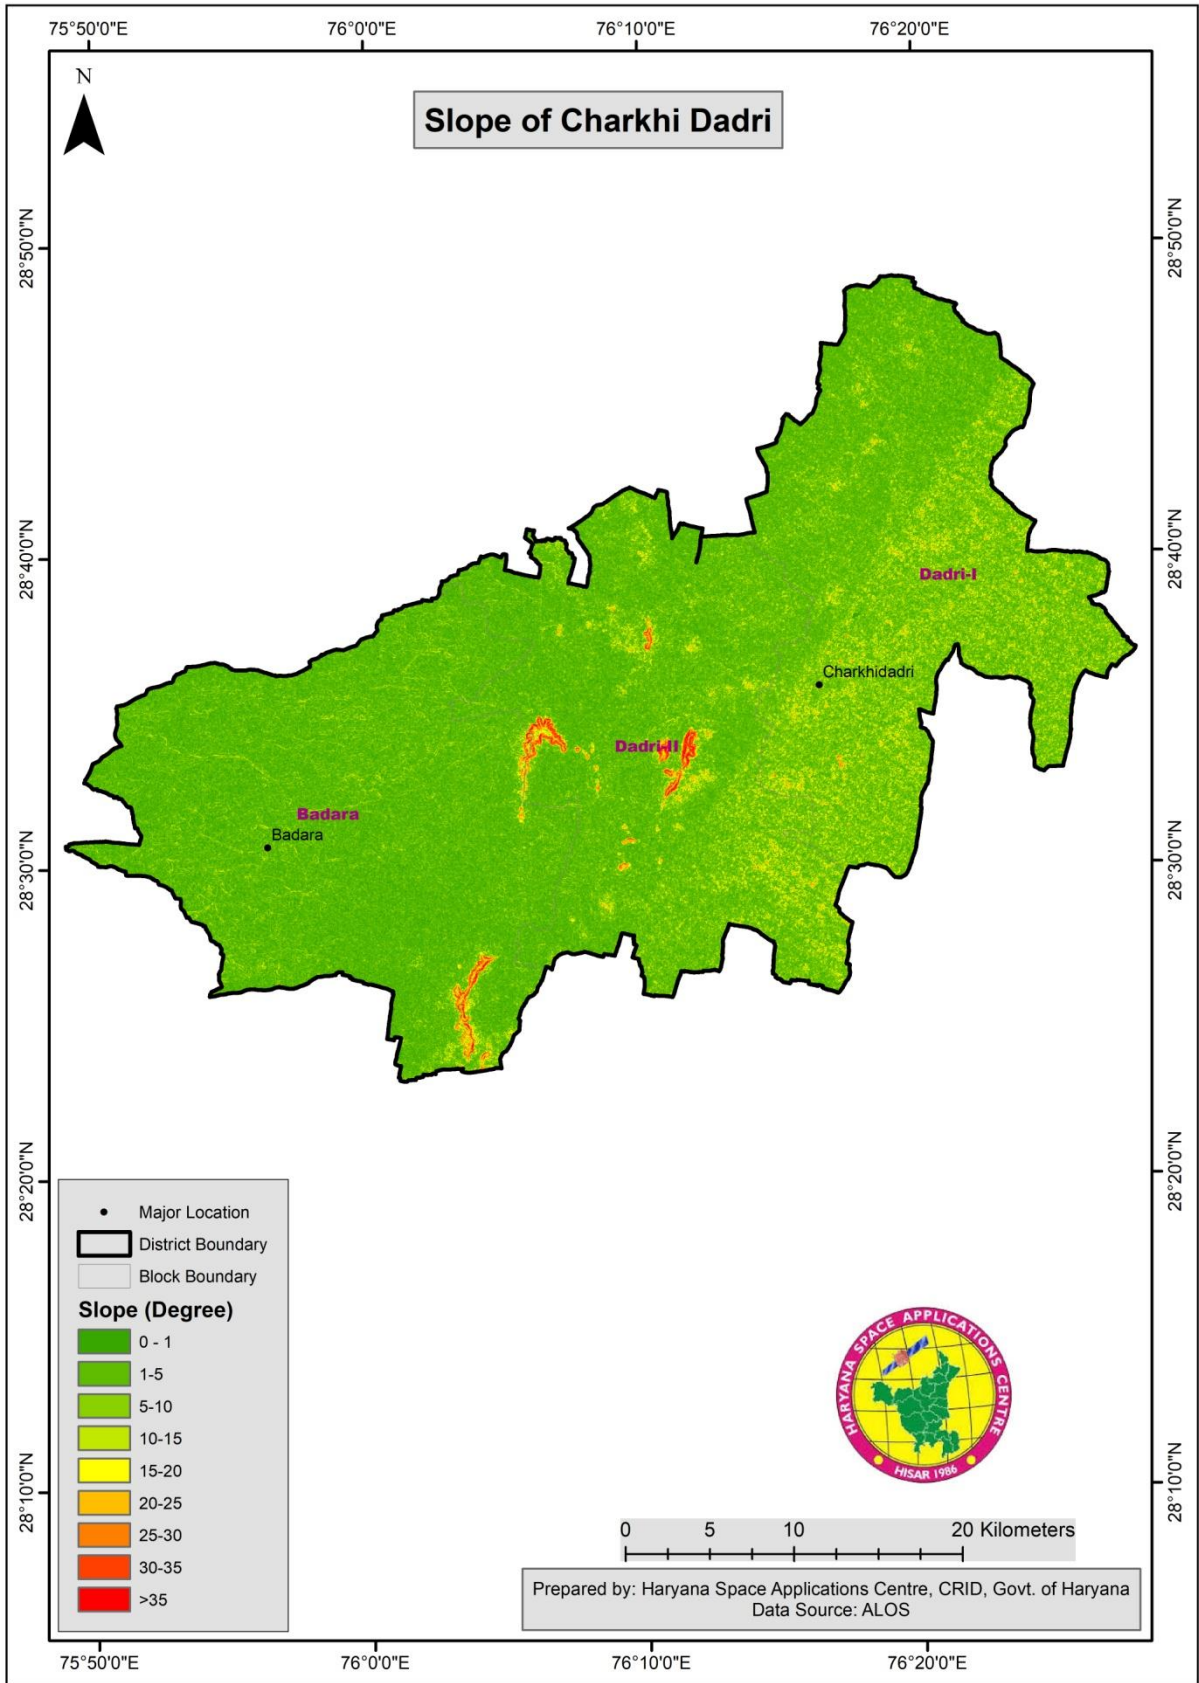 75°50'0"E 76°0'0"E 76°10'0"E 76°20'0"E
N
Slope of Charkhi Dadri
28°50'0"N 28°50'0"N
28°40'0"N 28°40'0"N
Dadri-I
Charkhidadri
Dadri-II
Badara
Badara
28°30'0"N 28°30'0"N
28°20'0"N 28°20'0"N
Major Location
District Boundary
Block Boundary
Slope (Degree)
0 - 1
1-5
5-10
10-15
15-20
20-25
25-30
30-35
>35
HARYANA SPACE APPLICATIONS CENTRE
HISAR 1986
28°10'0"N 28°10'0"N
0 5 10 20 Kilometers
Prepared by: Haryana Space Applications Centre, CRID, Govt. of Haryana
Data Source: ALOS
75°50'0"E 76°0'0"E 76°10'0"E 76°20'0"E